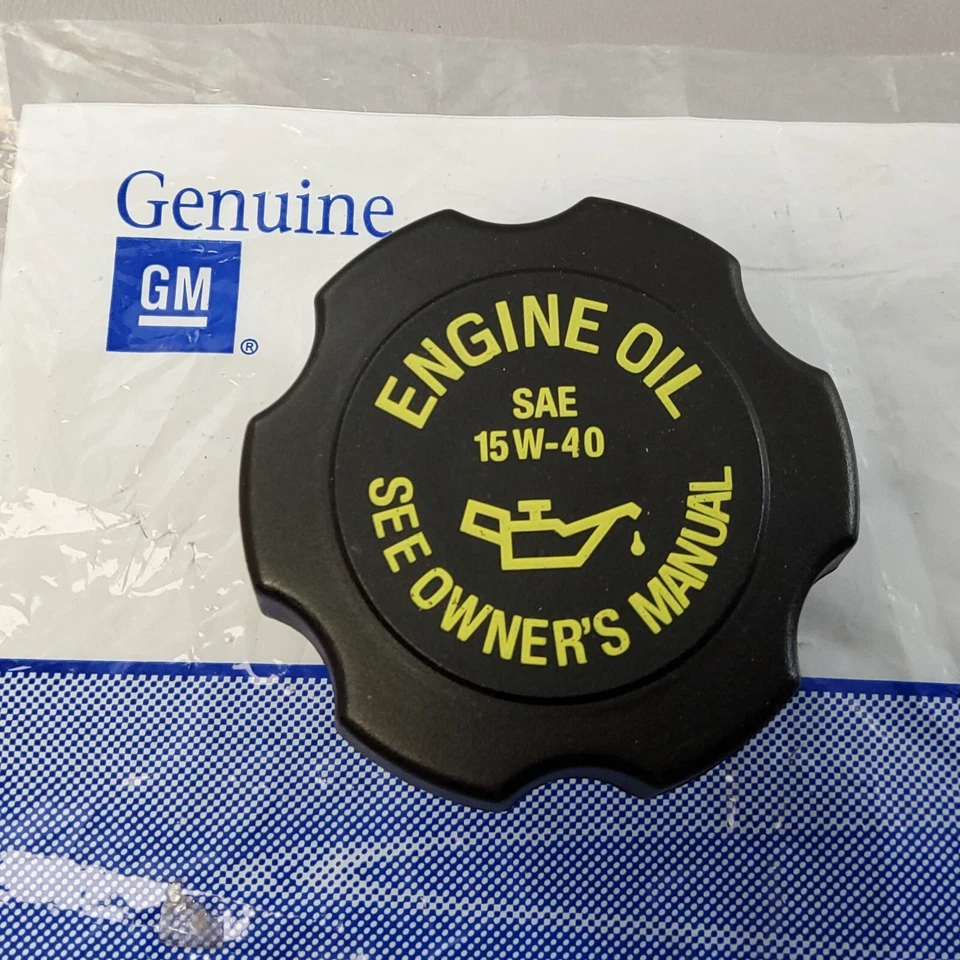 Genuine
GM
®
ENGINE OIL
SAE
15W-40
SEE OWNER'S MANUAL